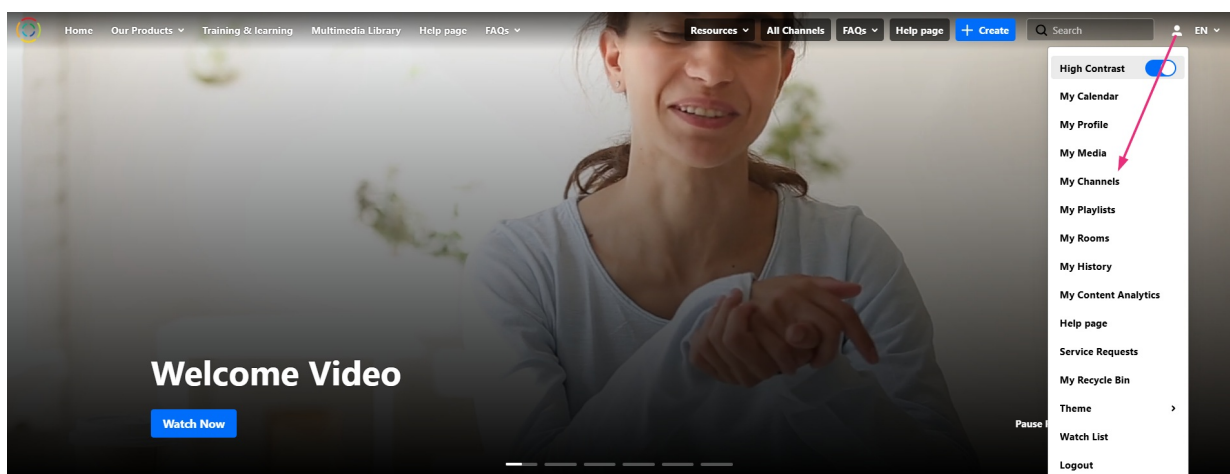 Home Our Products Training & learning Multimedia Library Help page FAQs Resources All Channels FAQs Help page + Create Search EN
High Contrast
My Calendar
My Profile
My Media
My Channels
My Playlists
My Rooms
My History
My Content Analytics
Help page
Service Requests
My Recycle Bin
Theme
Watch List
Logout
Welcome Video
Watch Now
Pause